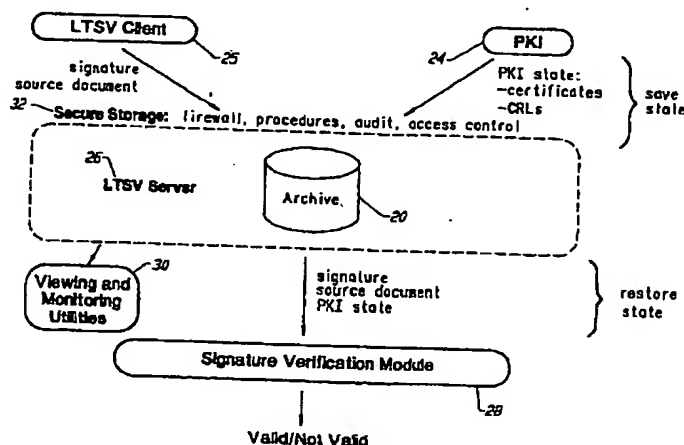 LTSV Client
25
24
PKI
signature
source document
PKI state:
-certificates
-CRLs
save
state
32
Secure Storage: firewall, procedures, audit, access control
26
LTSV Server
Archive
20
30
Viewing and
Monitoring
Utilities
signature
source document
PKI state
restore
state
Signature Verification Module
28
Valid/Not Valid